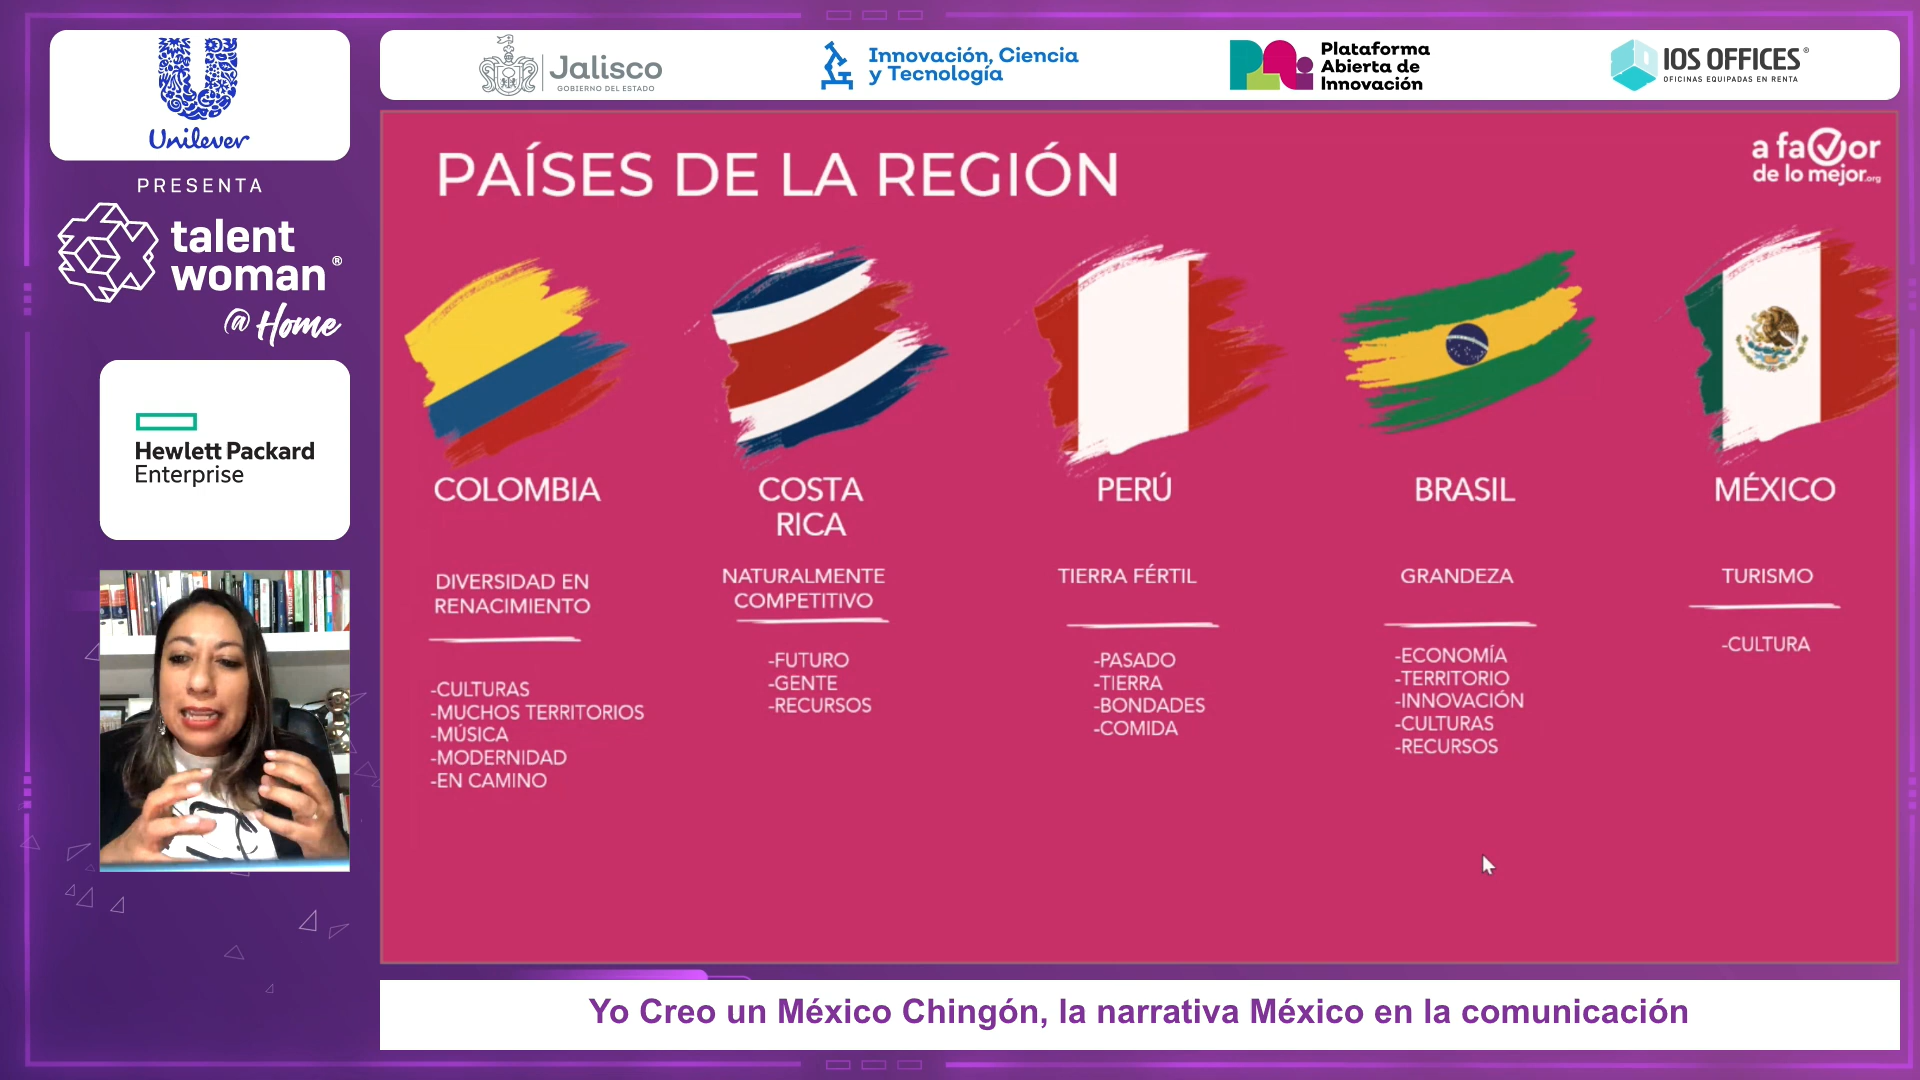 Unilever
PRESENTA
talent
woman®
@ Home
Hewlett Packard
Enterprise
Jalisco
GOBIERNO DEL ESTADO
Innovación, Ciencia
y Tecnología
Plataforma
Abierta de
Innovación
IOS OFFICES®
OFICINAS EQUIPADAS EN RENTA
PAÍSES DE LA REGIÓN
a favor
de lo mejor.org
COLOMBIA
DIVERSIDAD EN
RENACIMIENTO
-CULTURAS
-MUCHOS TERRITORIOS
-MÚSICA
-MODERNIDAD
-EN CAMINO
COSTA
RICA
NATURALMENTE
COMPETITIVO
-FUTURO
-GENTE
-RECURSOS
PERÚ
TIERRA FÉRTIL
-PASADO
-TIERRA
-BONDADES
-COMIDA
BRASIL
GRANDEZA
-ECONOMÍA
-TERRITORIO
-INNOVACIÓN
-CULTURAS
-RECURSOS
MÉXICO
TURISMO
-CULTURA
Yo Creo un México Chingón, la narrativa México en la comunicación